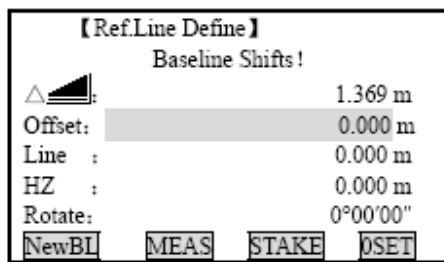 【Ref.Line Define】
Baseline Shifts!
△: 1.369 m
Offset: 0.000 m
Line : 0.000 m
HZ : 0.000 m
Rotate: 0°00′00″
NewBL MEAS STAKE 0SET